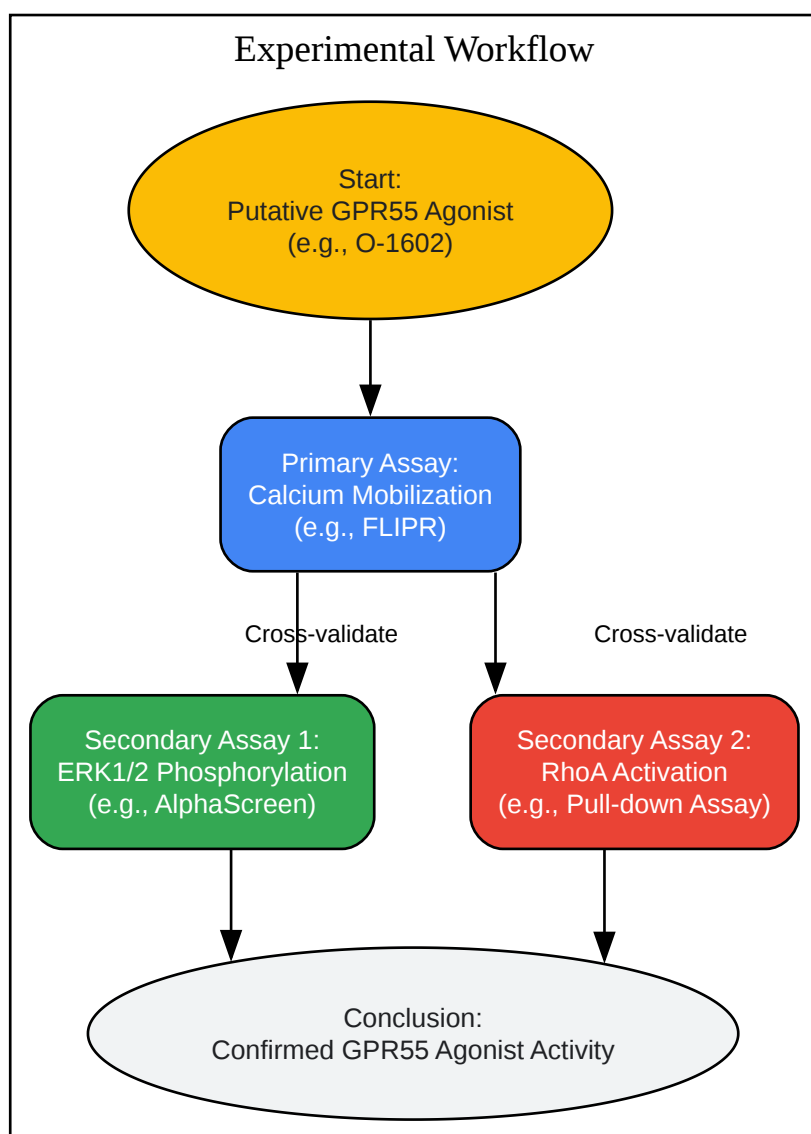 Experimental Workflow
Start:
Putative GPR55 Agonist
(e.g., O-1602)
Primary Assay:
Calcium Mobilization
(e.g., FLIPR)
Cross-validate
Cross-validate
Secondary Assay 1:
ERK1/2 Phosphorylation
(e.g., AlphaScreen)
Secondary Assay 2:
RhoA Activation
(e.g., Pull-down Assay)
Conclusion:
Confirmed GPR55 Agonist Activity